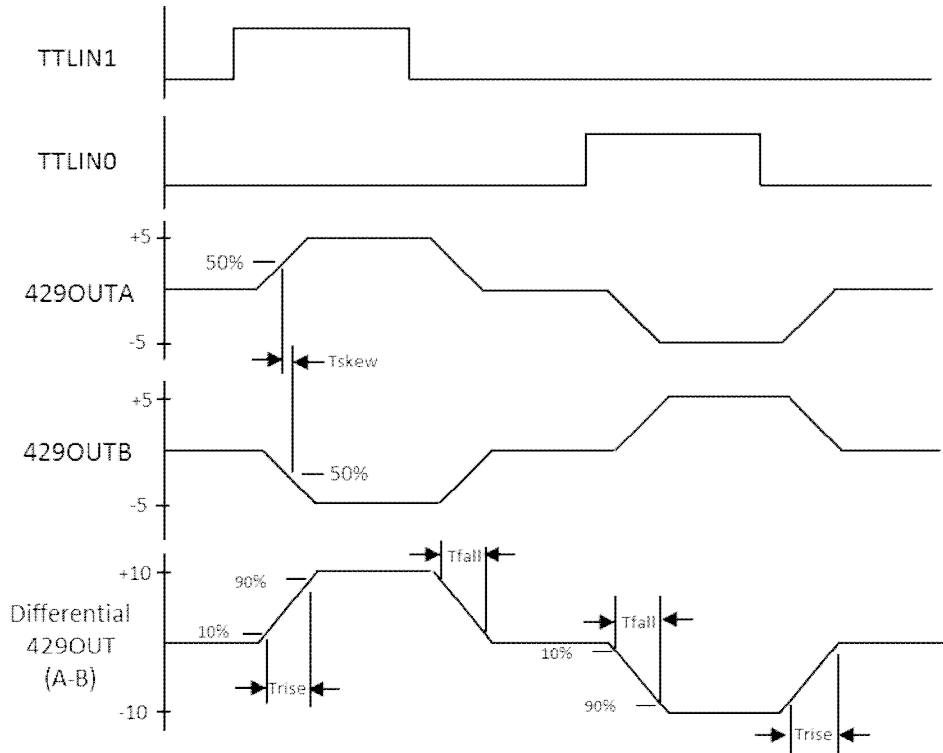 TTLIN1
TTLIN0
+5
50%
429OUTA
-5
Tskew
+5
429OUTB
50%
-5
Tfall
+10
90%
Differential
429OUT
(A-B)
10%
Trise
Tfall
10%
90%
-10
Trise